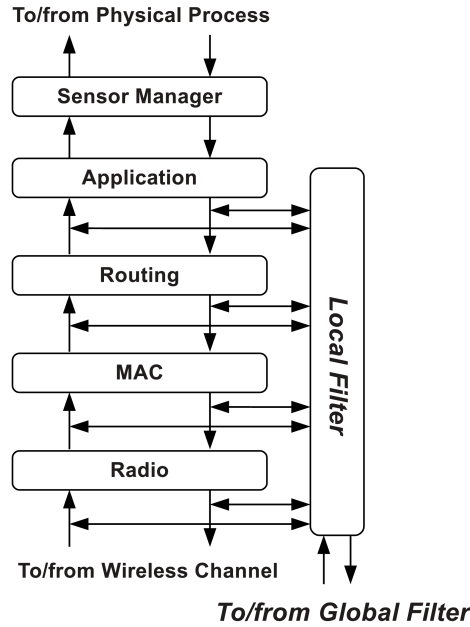 To/from Physical Process
Sensor Manager
Application
Routing
MAC
Radio
Local Filter
To/from Wireless Channel
To/from Global Filter